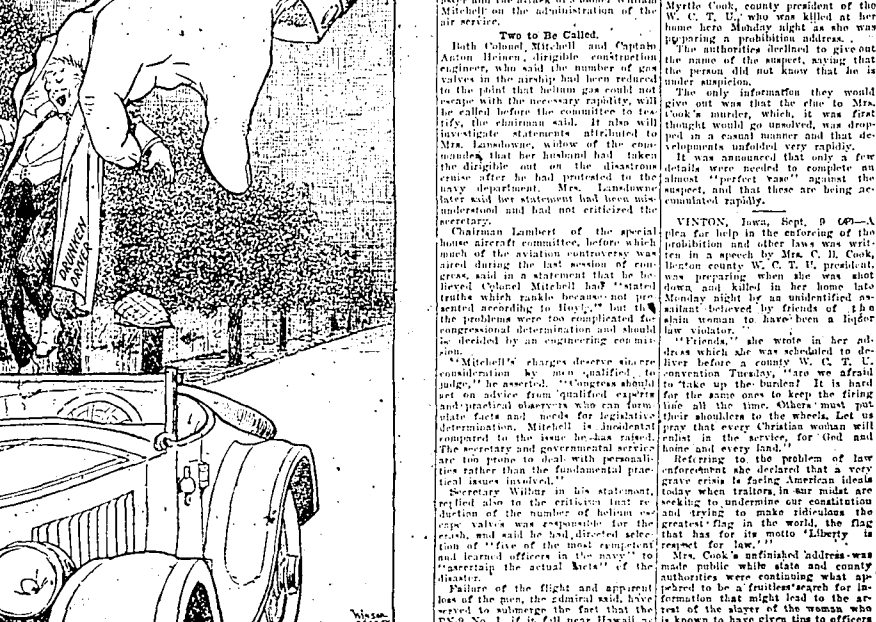 DRUNKEN
DRIVER
Mitchell on the administration of the
air service.
Two to Be Called.
Both Colonel Mitchell and Captain
Anton Heinen, dirigible construction
engineer, who said the number of gas
valves in the airship had been reduced
to the point that helium gas could not
escape with the necessary rapidity, will
be called before the committee to tes-
tify, the chairman said. It also will
investigate statements attributed to
Mrs. Lansdowne, widow of the com-
mander, that her husband had taken
the dirigible out on the disastrous
cruise after he had protested to the
navy department. Mrs. Lansdowne
later said her statement had been mis-
understood and had not criticized the
secretary.
Chairman Lambert of the special
house aircraft committee, before which
much of the aviation controversy was
aired during the last session of con-
gress, said in a statement that he be-
lieved Colonel Mitchell had "stated
truths which rankle because not pre-
sented according to Hoyle," but that
the problems were too complicated for
congressional determination and should
be decided by an engineering commis-
sion.
"Mitchell's charges deserve sincere
consideration by men qualified to
judge," he asserted. "Congress should
act on advice from qualified experts
and practical observers who can form-
ulate facts and needs for legislative
determination. Mitchell is incidental
compared to the issue he has raised.
The secretary and governmental service
are too prone to deal with personali-
ties rather than the fundamental prac-
tical issues involved."
Secretary Wilbur in his statement,
replied also to the criticism that re-
duction of the number of helium es-
cape valves was responsible for the
crash, and said he had directed selec-
tion of "five of the most competent
and learned officers in the navy" to
"ascertain the actual facts" of the
disaster.
Failure of the flight and apparent
loss of the men, the admiral said, have
served to submerge the fact that the
PN-9 No. 1, if it fell near Hawaii
Myrtle Cook, county president of the
W. C. T. U., who was killed at her
home here Monday night as she was
preparing a prohibition address.
The authorities declined to give out
the name of the suspect, saying that
the person did not know that he is
under suspicion.
The only information they would
give out was that the clue to Mrs.
Cook's murder, which, it was first
thought would go unsolved, was drop-
ped in a casual manner and that de-
velopments unfolded very rapidly.
It was announced that only a few
details were needed to complete an
almost "perfect case" against the
suspect, and that these are being ac-
cumulated rapidly.
VINTON, Iowa, Sept. 9 (AP)—A
plea for help in the enforcing of the
prohibition and other laws was writ-
ten in a speech by Mrs. C. B. Cook,
Benton county W. C. T. U. president,
was preparing when she was shot
down, and killed in her home late
Monday night by an unidentified as-
sailant believed by friends of the
slain woman to have been a liquor
law violator.
"Friends," she wrote in her ad-
dress which she was scheduled to de-
liver before a county W. C. T. U.
convention Tuesday, "are we afraid
to take up the burden? It is hard
for the same ones to keep the firing
line all the time. Others must put
their shoulders to the wheels. Let us
pray that every Christian woman will
enlist in the service, for God and
home and every land."
Referring to the problem of law
enforcement she declared that a very
grave crisis is facing American ideals
today when traitors in our midst are
seeking to undermine our constitution
and trying to make ridiculous the
greatest flag in the world, the flag
that has for its motto 'Liberty is
respect for law.'"
Mrs. Cook's unfinished address was
made public while state and county
authorities were continuing what ap-
peared to be a fruitless search for in-
formation that might lead to the ar-
rest of the slayer of the woman who
is known to have given tips to officers